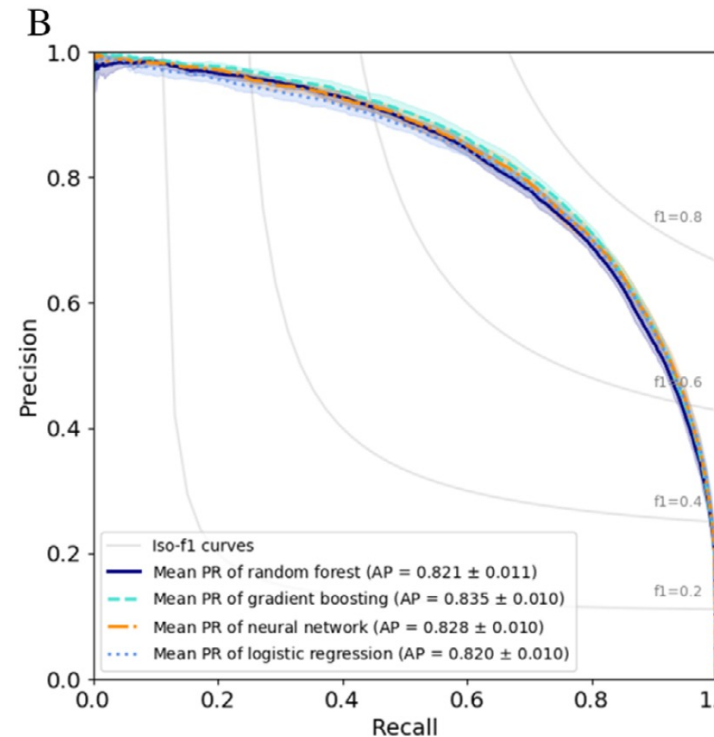 B
1.0
0.8
0.6
0.4
0.2
0.0
Precision
f1=0.8
f1=0.6
f1=0.4
f1=0.2
Iso-f1 curves
Mean PR of random forest (AP = 0.821 ± 0.011)
Mean PR of gradient boosting (AP = 0.835 ± 0.010)
Mean PR of neural network (AP = 0.828 ± 0.010)
Mean PR of logistic regression (AP = 0.820 ± 0.010)
0.0 0.2 0.4 0.6 0.8 1.
Recall